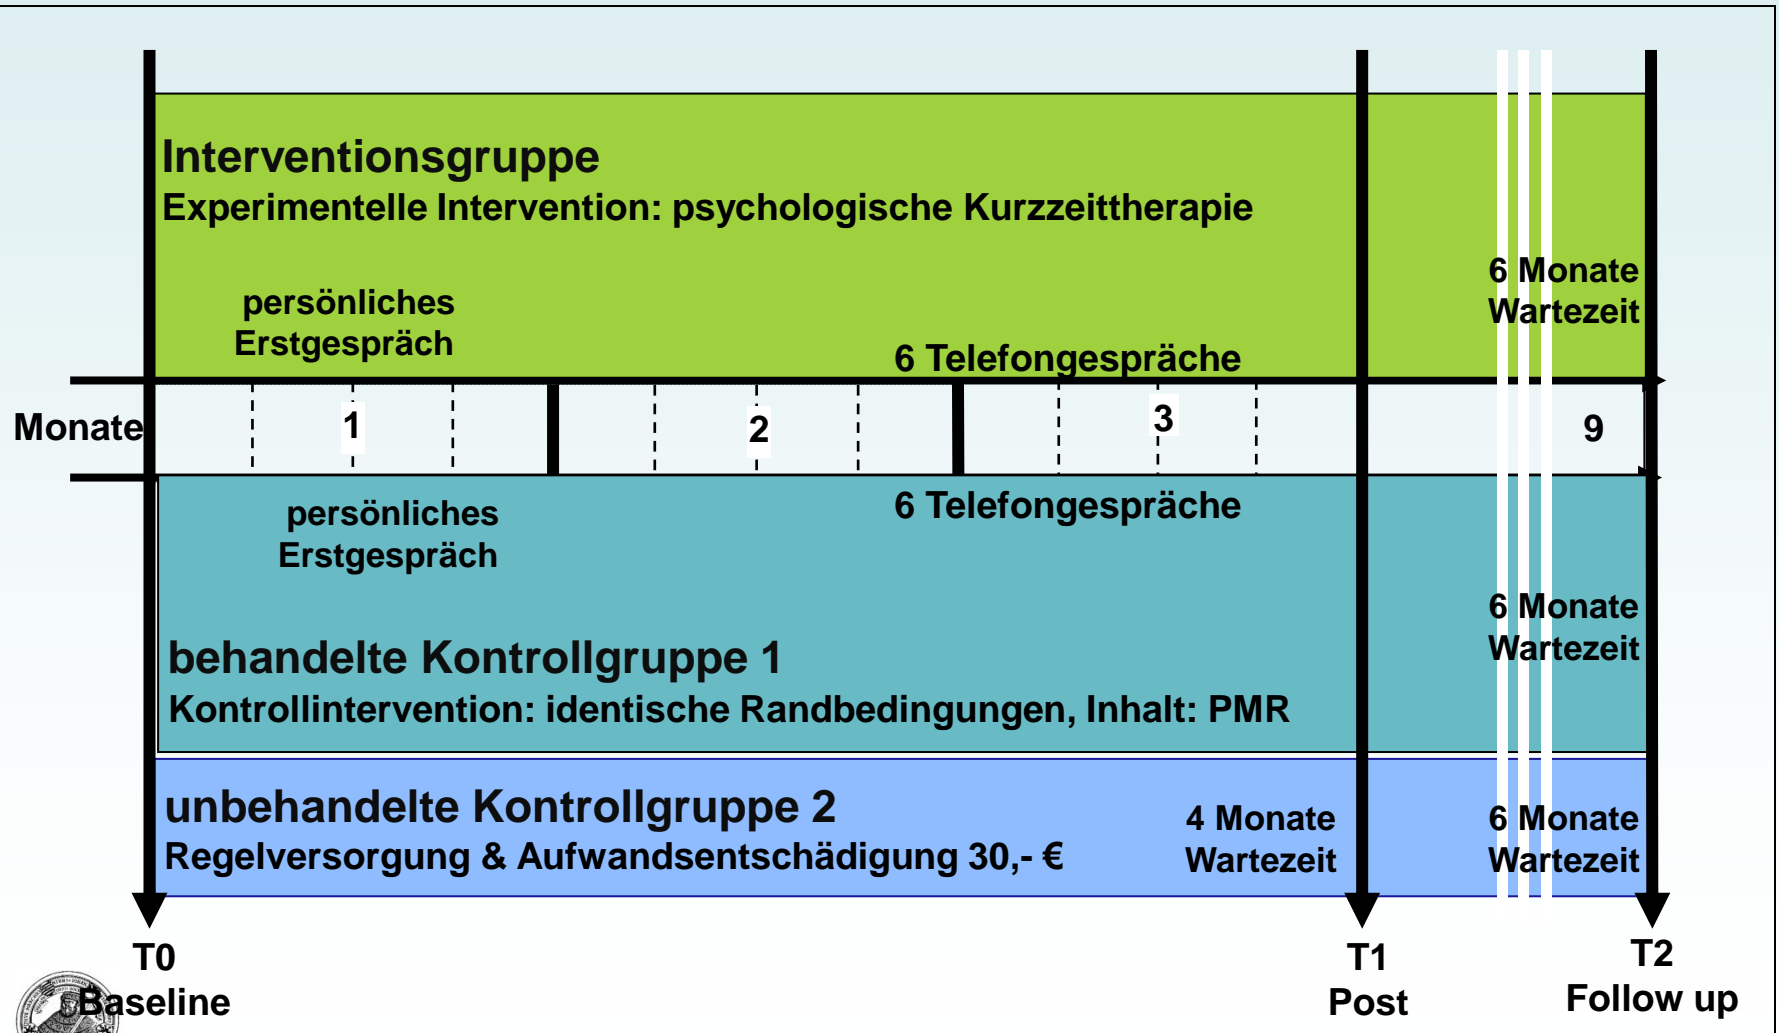 Interventionsgruppe
Experimentelle Intervention: psychologische Kurzzeittherapie
persönliches
Erstgespräch
6 Telefongespräche
6 Monate
Wartezeit
Monate
1
2
3
9
persönliches
Erstgespräch
6 Telefongespräche
6 Monate
Wartezeit
behandelte Kontrollgruppe 1
Kontrollintervention: identische Randbedingungen, Inhalt: PMR
unbehandelte Kontrollgruppe 2
Regelversorgung & Aufwandsentschädigung 30,- €
4 Monate
Wartezeit
6 Monate
Wartezeit
T0
Baseline
T1
Post
T2
Follow up